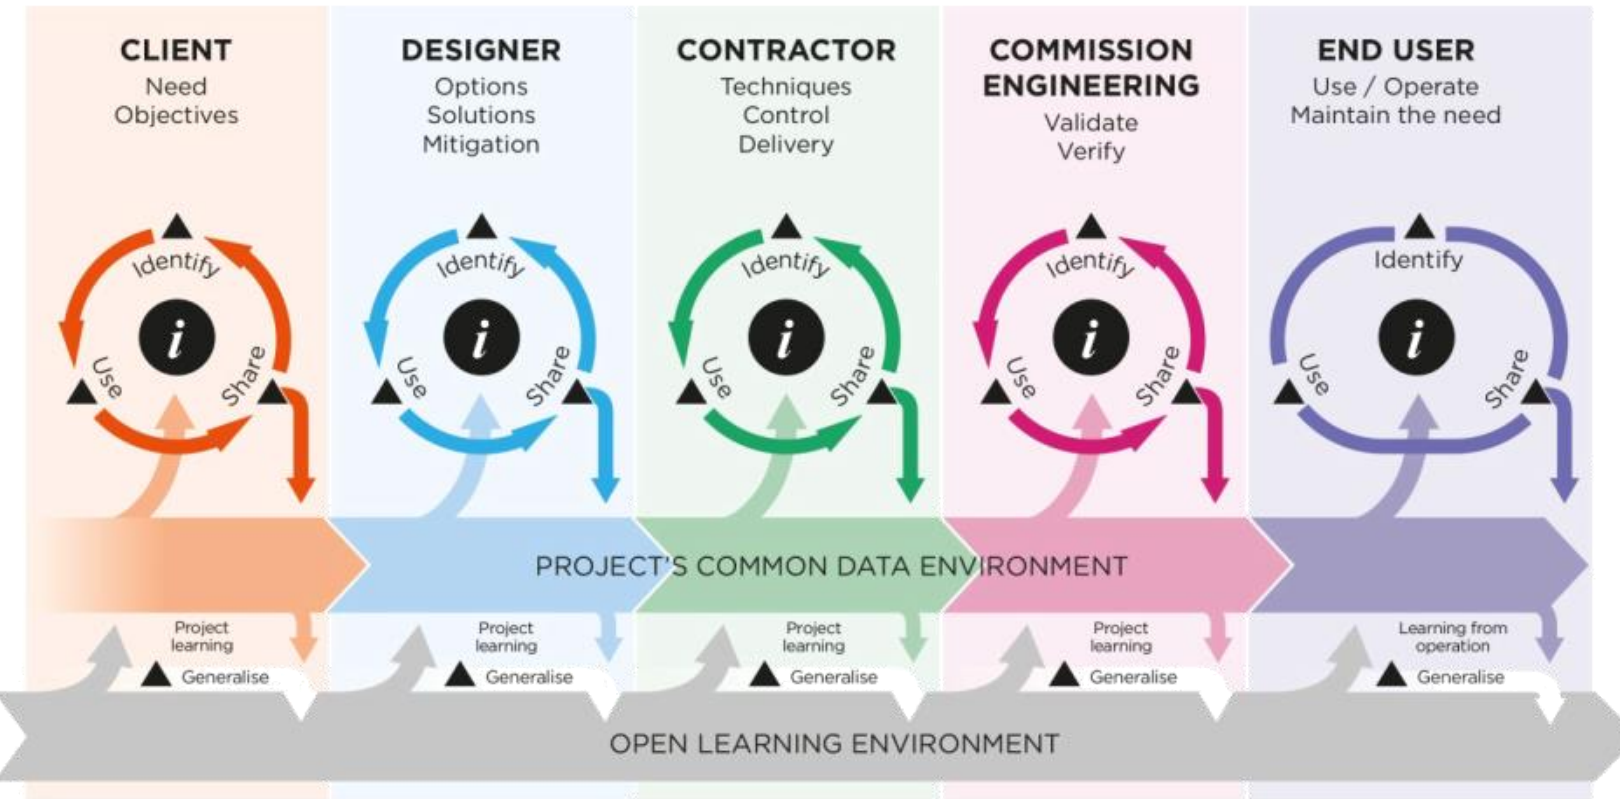 CLIENT
Need
Objectives
DESIGNER
Options
Solutions
Mitigation
CONTRACTOR
Techniques
Control
Delivery
COMMISSION
ENGINEERING
Validate
Verify
END USER
Use / Operate
Maintain the need
Identify
i
Use
Share
Identify
i
Use
Share
Identify
i
Use
Share
Identify
i
Use
Share
Identify
i
Use
Share
PROJECT'S COMMON DATA ENVIRONMENT
Project
learning
Generalise
Project
learning
Generalise
Project
learning
Generalise
Project
learning
Generalise
Learning from
operation
Generalise
OPEN LEARNING ENVIRONMENT